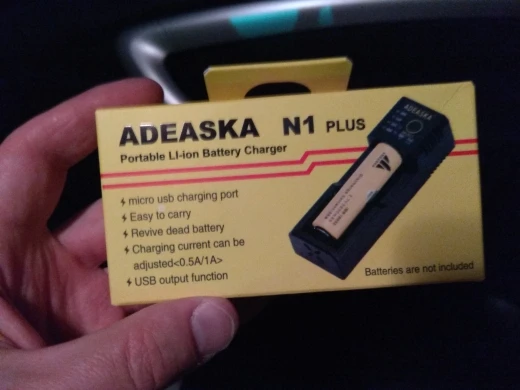 ADEASKA N1 PLUS
Portable LI-ion Battery Charger
micro usb charging port
Easy to carry
Revive dead battery
Charging current can be
adjusted<0.5A/1A>
USB output function
ADEASKA
Batteries are not included